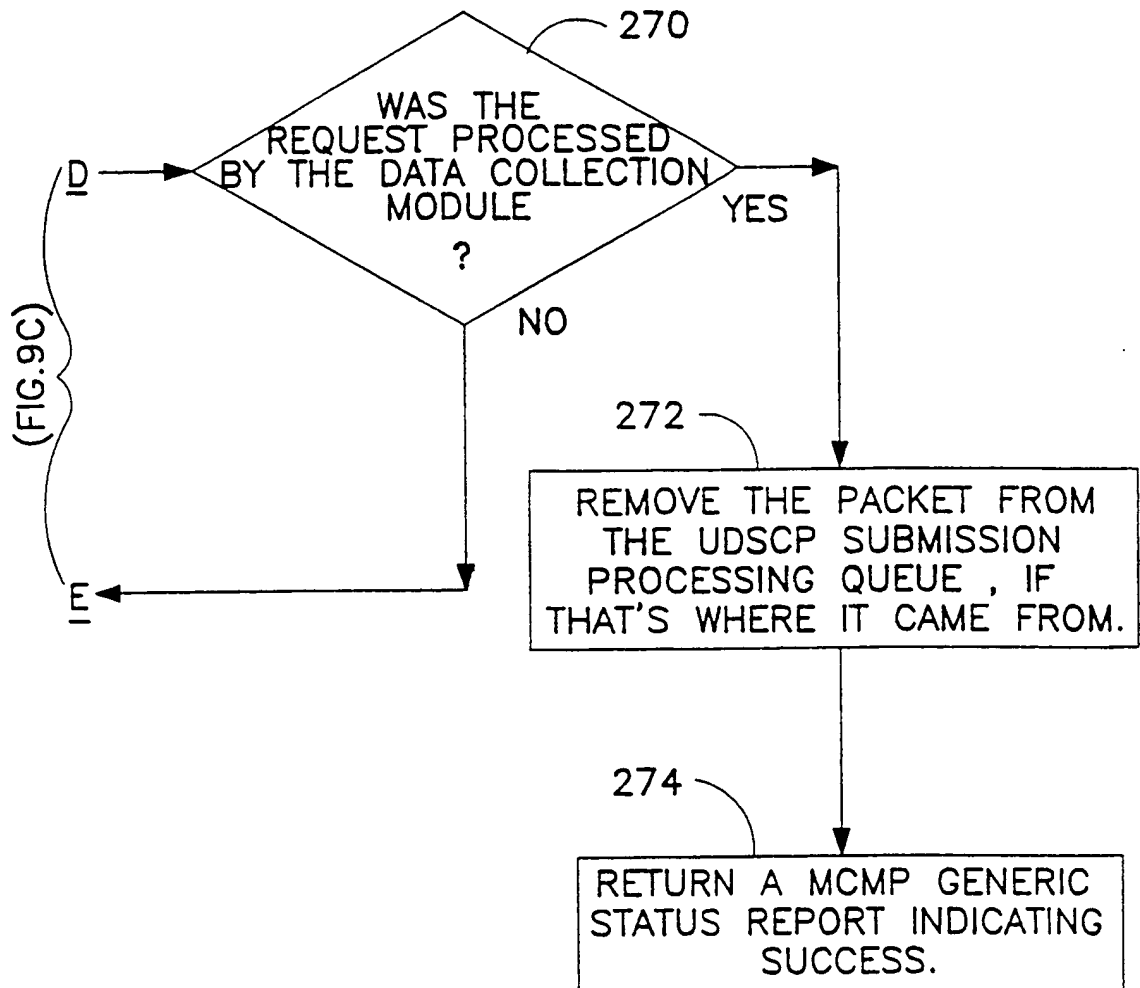 270
WAS THE
REQUEST PROCESSED
BY THE DATA COLLECTION
MODULE
?
D
YES
NO
(FIG.9C)
E
272
REMOVE THE PACKET FROM
THE UDSCP SUBMISSION
PROCESSING QUEUE , IF
THAT'S WHERE IT CAME FROM.
274
RETURN A MCMP GENERIC
STATUS REPORT INDICATING
SUCCESS.